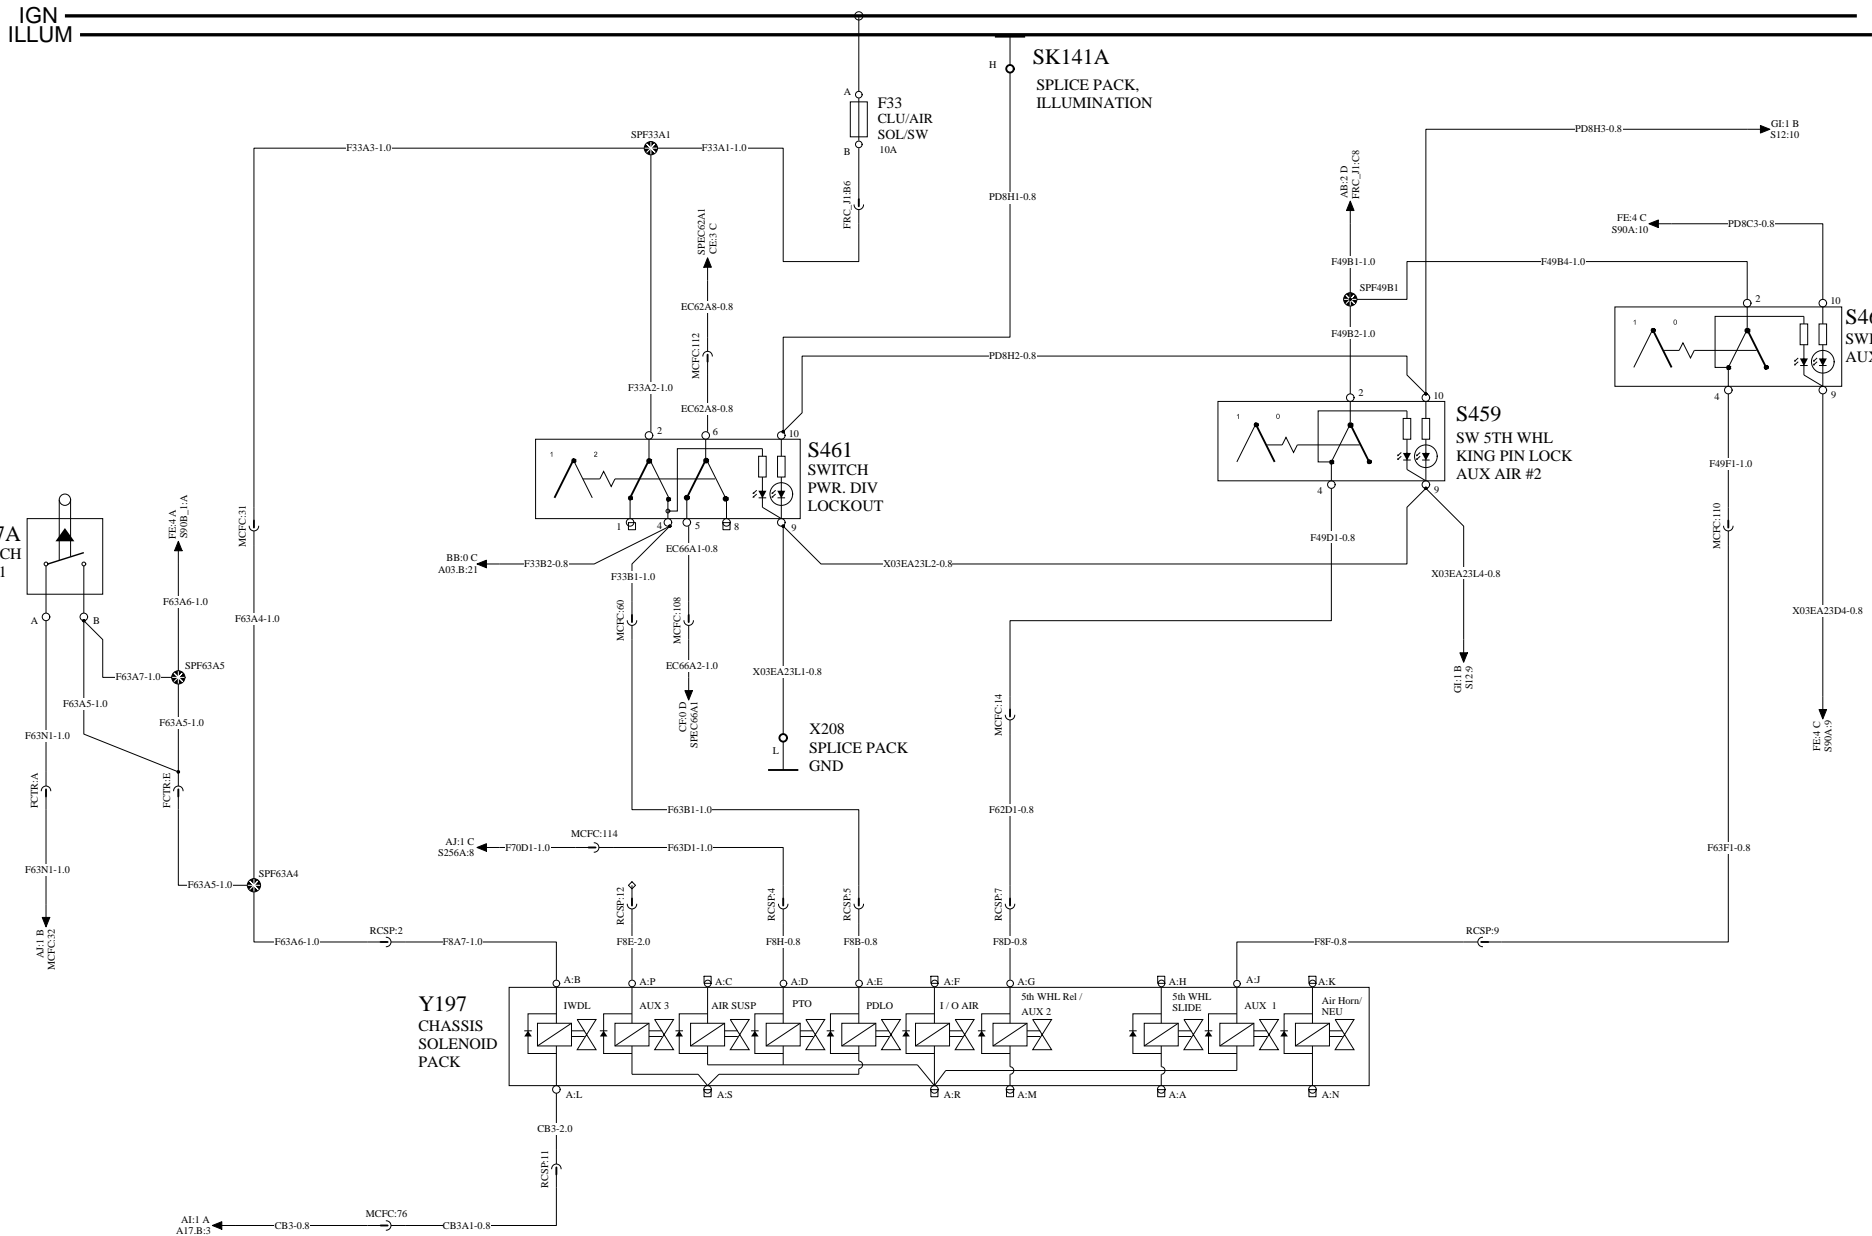 IGN
ILLUM
SK141A
H
SPLICE PACK,
ILLUMINATION
A
F33
CLU/AIR
SOL/SW
10A
B
FRC_J1:B6
SPF33A1
F33A3-1.0
F33A1-1.0
PD8H3-0.8
GI:1 B
S12:10
AB:2 D
FRC_J1:C8
PD8H1-0.8
SPEC62A1
CE:3 C
FE:4 C
S90A:10
PD8C3-0.8
F49B1-1.0
F49B4-1.0
SPF49B1
EC62A8-0.8
MCFC:112
F49B2-1.0
PD8H2-0.8
F33A2-1.0
EC62A8-0.8
2
10
1
0
S46
SWI
AUX
4
9
2
10
1
0
S459
SW 5TH WHL
KING PIN LOCK
AUX AIR #2
4
9
2
6
10
1
2
S461
SWITCH
PWR. DIV
LOCKOUT
1
4
5
8
9
F49F1-1.0
MCFC:110
7A
CH
1
A
B
FE:4 A
S90B_1:A
MCFC:31
F49D1-0.8
EC66A1-0.8
BB:0 C
A03.B:21
F33B2-0.8
F33B1-1.0
X03EA23L2-0.8
X03EA23L4-0.8
F63A6-1.0
F63A4-1.0
MCFC:60
MCFC:108
X03EA23D4-0.8
SPF63A5
F63A7-1.0
EC66A2-1.0
X03EA23L1-0.8
GI:1 B
S12:9
F63A5-1.0
F63A5-1.0
F63N1-1.0
CF:0 D
SPEC66A1
MCFC:14
X208
SPLICE PACK
GND
L
FE:4 C
S90A:9
FCTR:A
FCTR:E
F63B1-1.0
F62D1-0.8
AJ:1 C
S256A:8
F70D1-1.0
MCFC:114
F63D1-1.0
F63F1-0.8
F63N1-1.0
F63A5-1.0
SPF63A4
RCSP:12
RCSP:4
RCSP:5
RCSP:7
AJ:1 B
MCFC:32
F63A6-1.0
RCSP:2
F8A7-1.0
F8E-2.0
F8H-0.8
F8B-0.8
F8D-0.8
F8F-0.8
RCSP:9
A:B
A:P
A:C
A:D
A:E
A:F
A:G
A:H
A:J
A:K
Y197
CHASSIS
SOLENOID
PACK
IWDL
AUX 3
AIR SUSP
PTO
PDLO
I / O AIR
5th WHL Rel /
AUX 2
5th WHL
SLIDE
AUX 1
Air Horn/
NEU
A:L
A:S
A:R
A:M
A:A
A:N
CB3-2.0
RCSP:11
AI:1 A
A17.B:3
CB3-0.8
MCFC:76
CB3A1-0.8